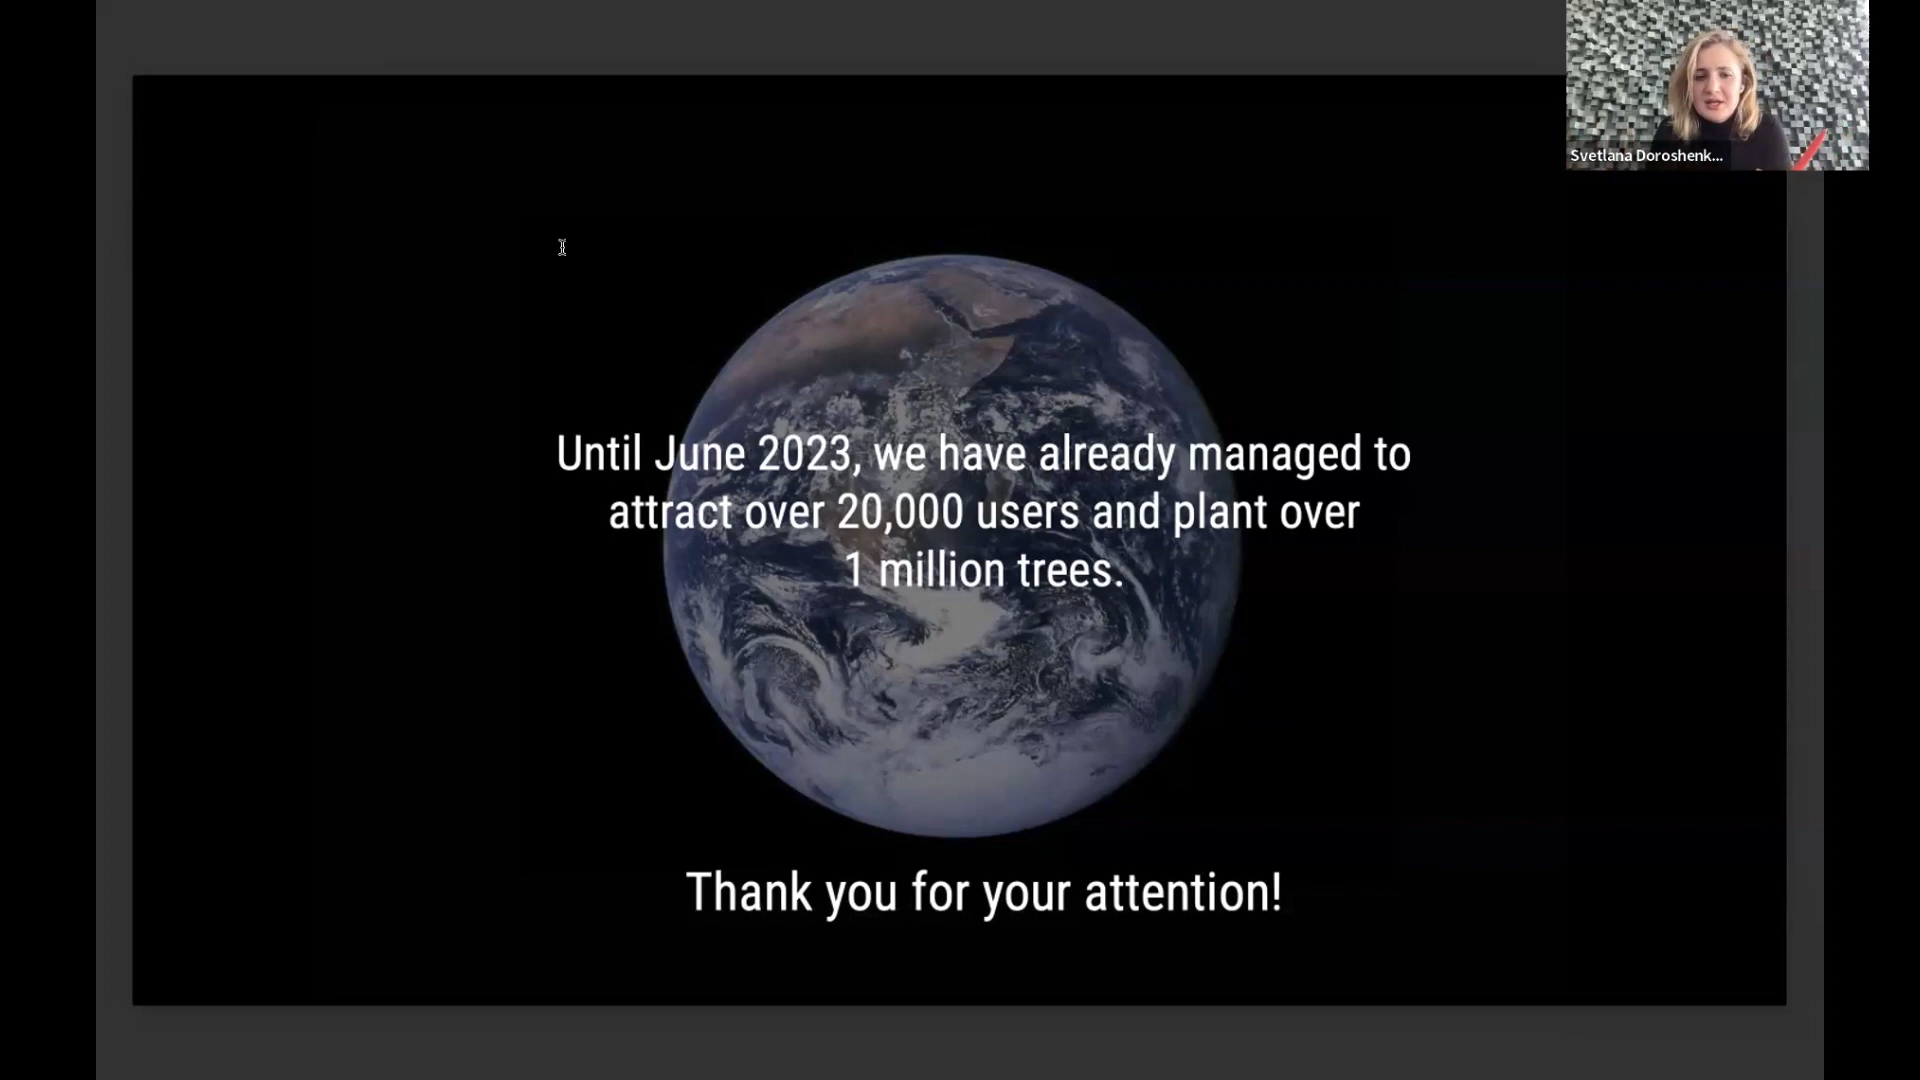 Svetlana Doroshenk...
Until June 2023, we have already managed to
attract over 20,000 users and plant over
1 million trees.
Thank you for your attention!